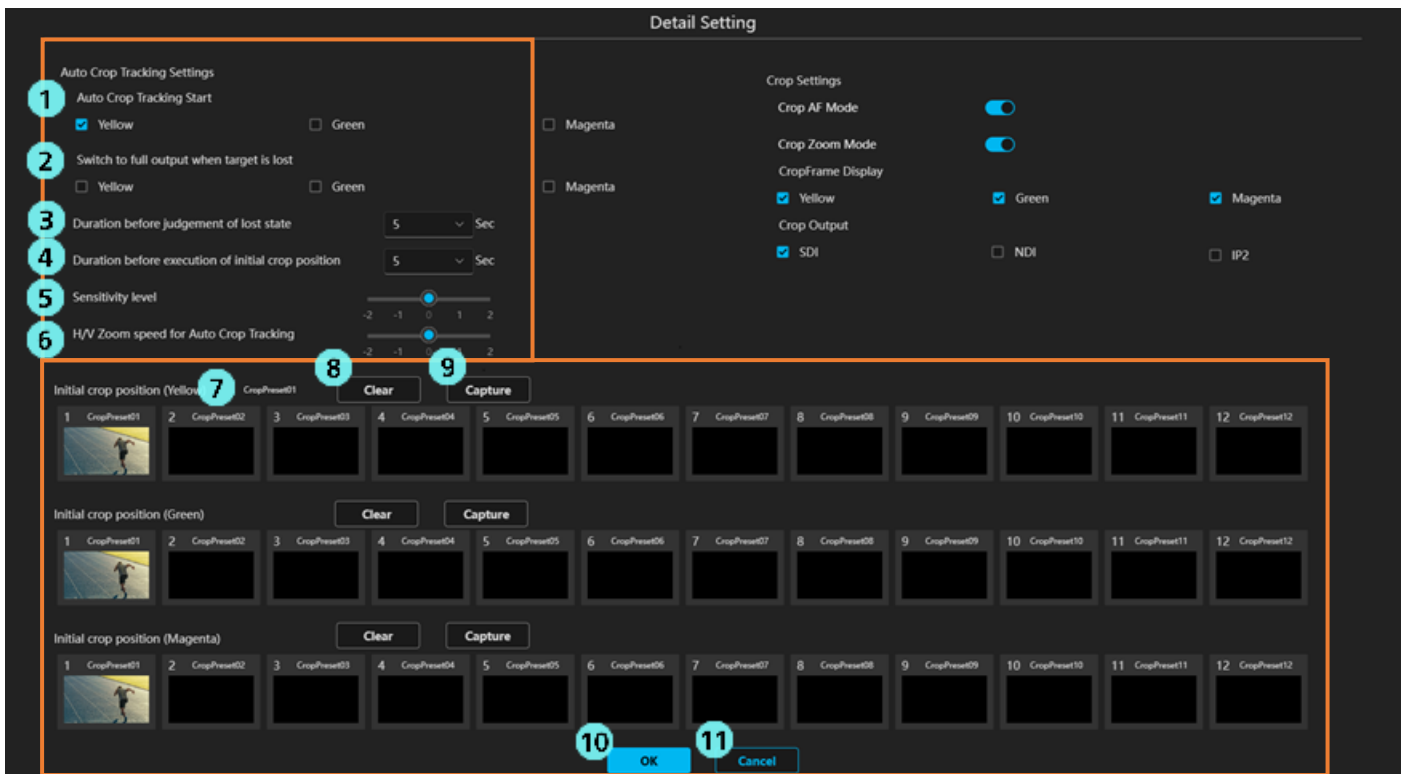 Detail Setting
Auto Crop Tracking Settings
1 Auto Crop Tracking Start
Yellow Green Magenta
2 Switch to full output when target is lost
Yellow Green Magenta
3 Duration before judgement of lost state 5 Sec
4 Duration before execution of initial crop position 5 Sec
5 Sensitivity level
-2 -1 0 1 2
6 H/V Zoom speed for Auto Crop Tracking
-2 -1 0 2
Crop Settings
Crop AF Mode
Crop Zoom Mode
CropFrame Display
Yellow Green Magenta
Crop Output
SDI NDI IP2
Initial crop position (Yellow 7 CropPreset01 8 Clear 9 Capture
1 CropPreset01 2 CropPreset02 3 CropPreset03 4 CropPreset04 5 CropPreset05 6 CropPreset06 7 CropPreset07 8 CropPreset08 9 CropPreset09 10 CropPreset10 11 CropPreset11 12 CropPreset12
Initial crop position (Green) Clear Capture
1 CropPreset01 2 CropPreset02 3 CropPreset03 4 CropPreset04 5 CropPreset05 6 CropPreset06 7 CropPreset07 8 CropPreset08 9 CropPreset09 10 CropPreset10 11 CropPreset11 12 CropPreset12
Initial crop position (Magenta) Clear Capture
1 CropPreset01 2 CropPreset02 3 CropPreset03 4 CropPreset04 5 CropPreset05 6 CropPreset06 7 CropPreset07 8 CropPreset08 9 CropPreset09 10 CropPreset10 11 CropPreset11 12 CropPreset12
10 OK 11 Cancel